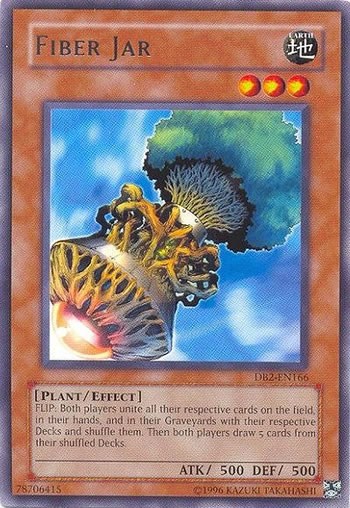 FIBER JAR
EARTH
地
DB2-EN166
[PLANT/EFFECT]
FLIP: Both players unite all their respective cards on the field,
in their hands, and in their Graveyards with their respective
Decks and shuffle them. Then both players draw 5 cards from
their shuffled Decks.
ATK/ 500 DEF/ 500
78706415
©1996 KAZUKI TAKAHASHI